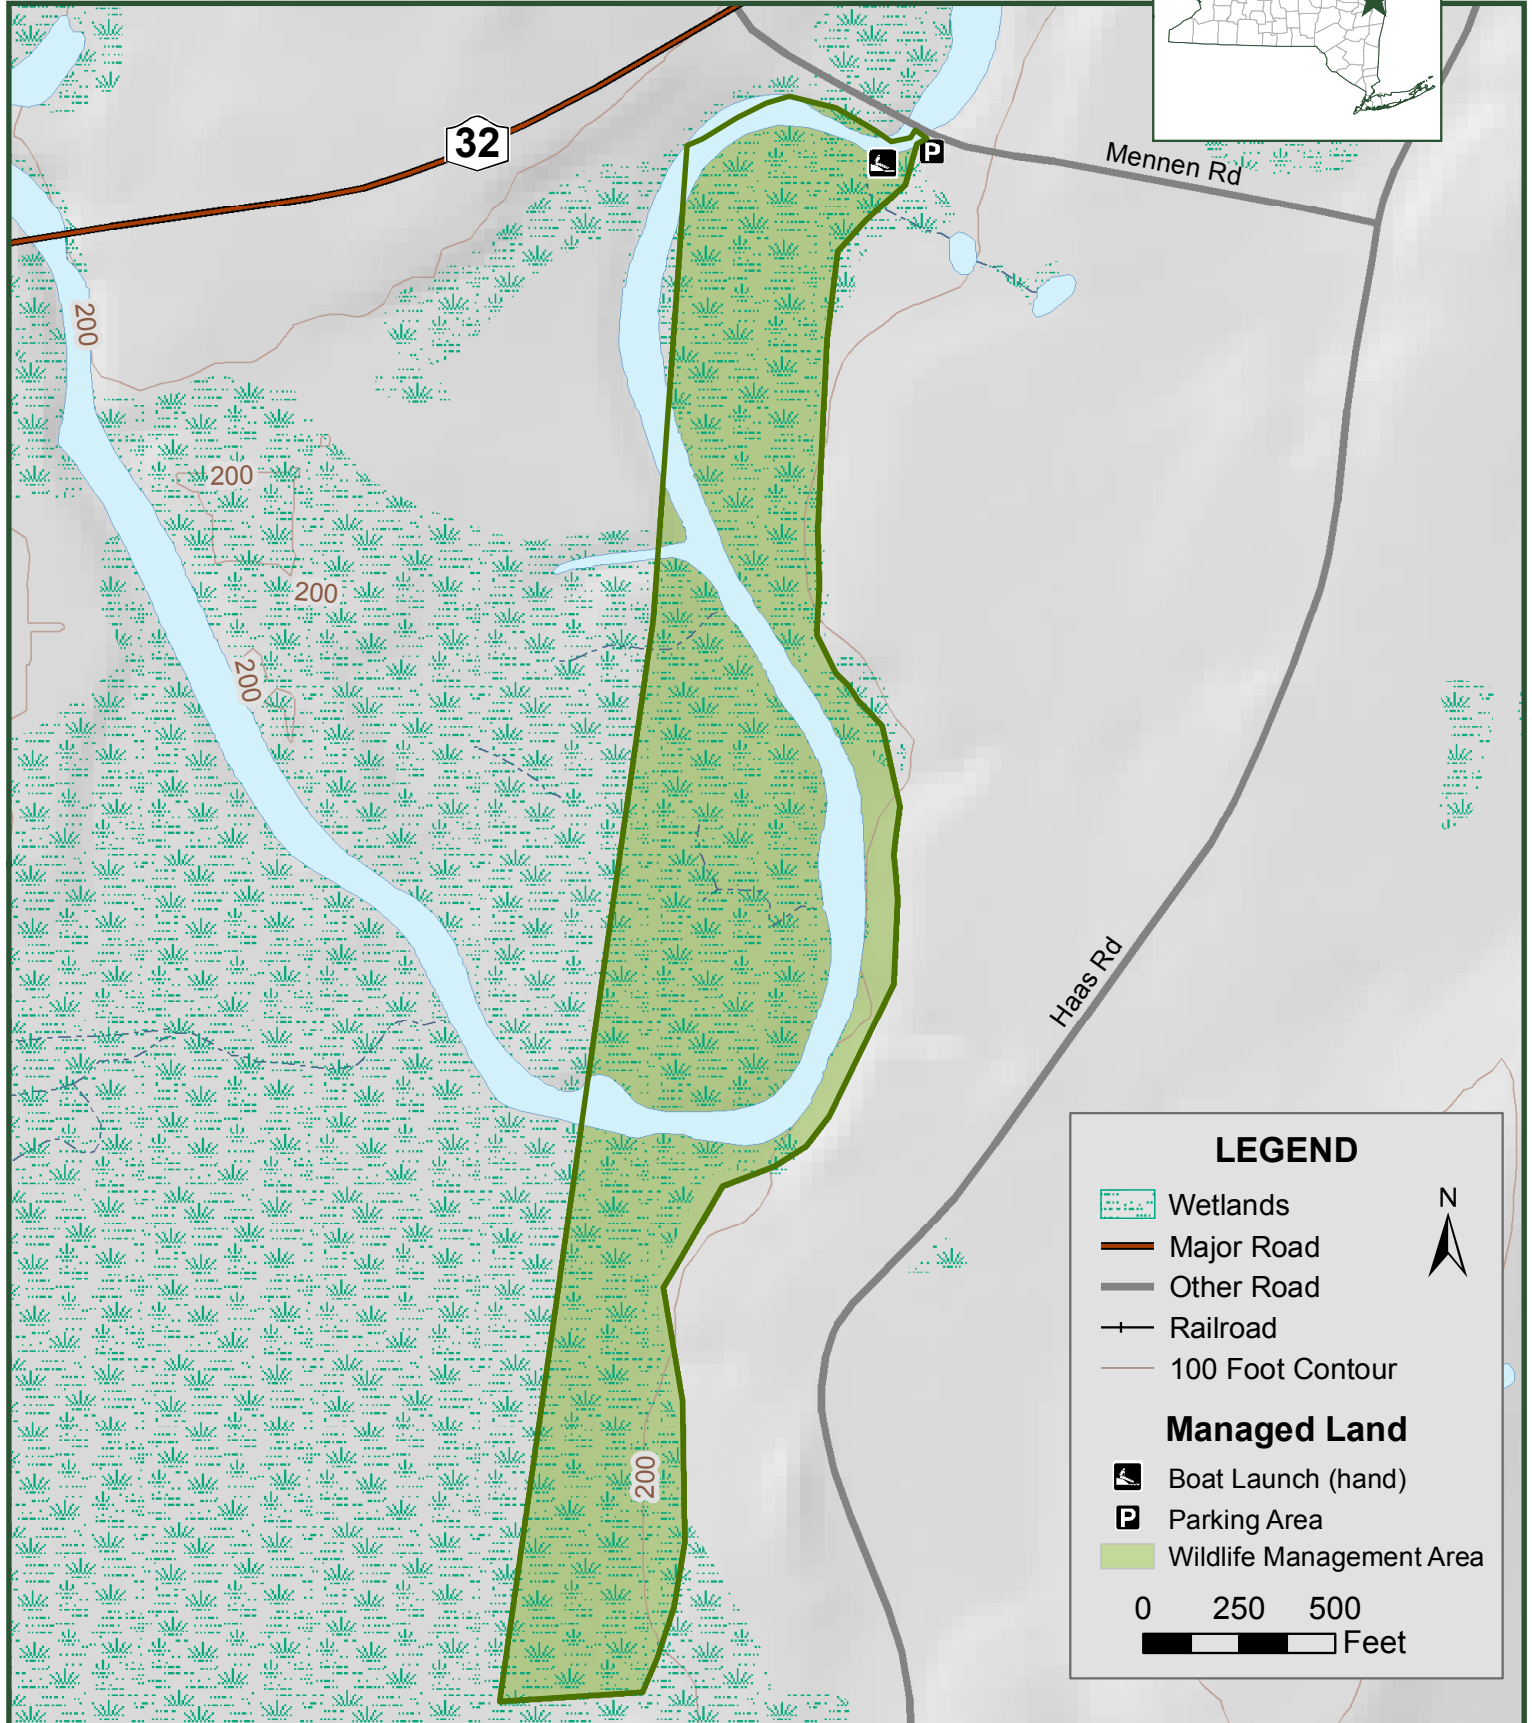 32
P
Mennen Rd
200
200
200
200
Haas Rd
200
LEGEND
N
Wetlands
Major Road
Other Road
Railroad
100 Foot Contour
Managed Land
Boat Launch (hand)
P Parking Area
Wildlife Management Area
0 250 500
Feet